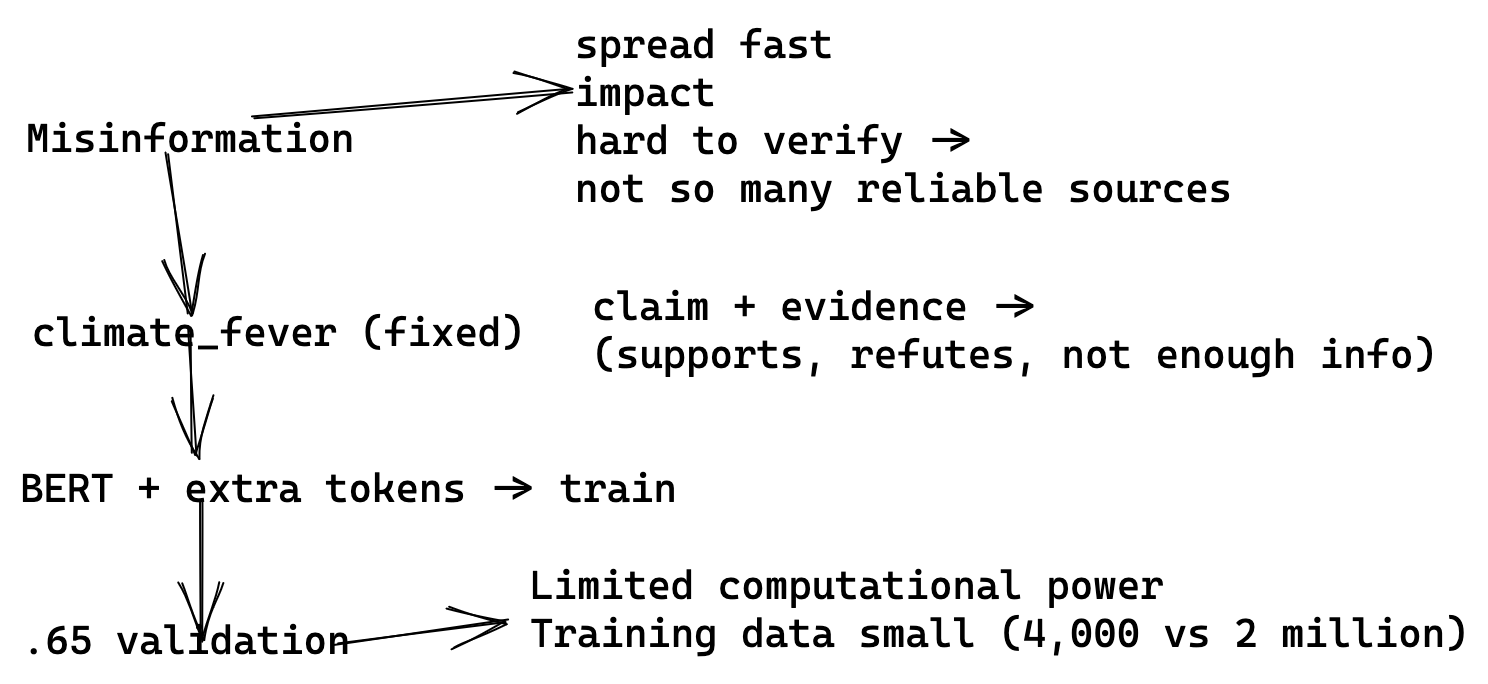 spread fast
impact
Misinformation
hard to verify →
not so many reliable sources
claim + evidence →
climate_fever (fixed)
(supports, refutes, not enough info)
BERT + extra tokens → train
Limited computational power
.65 validation
Training data small (4,000 vs 2 million)